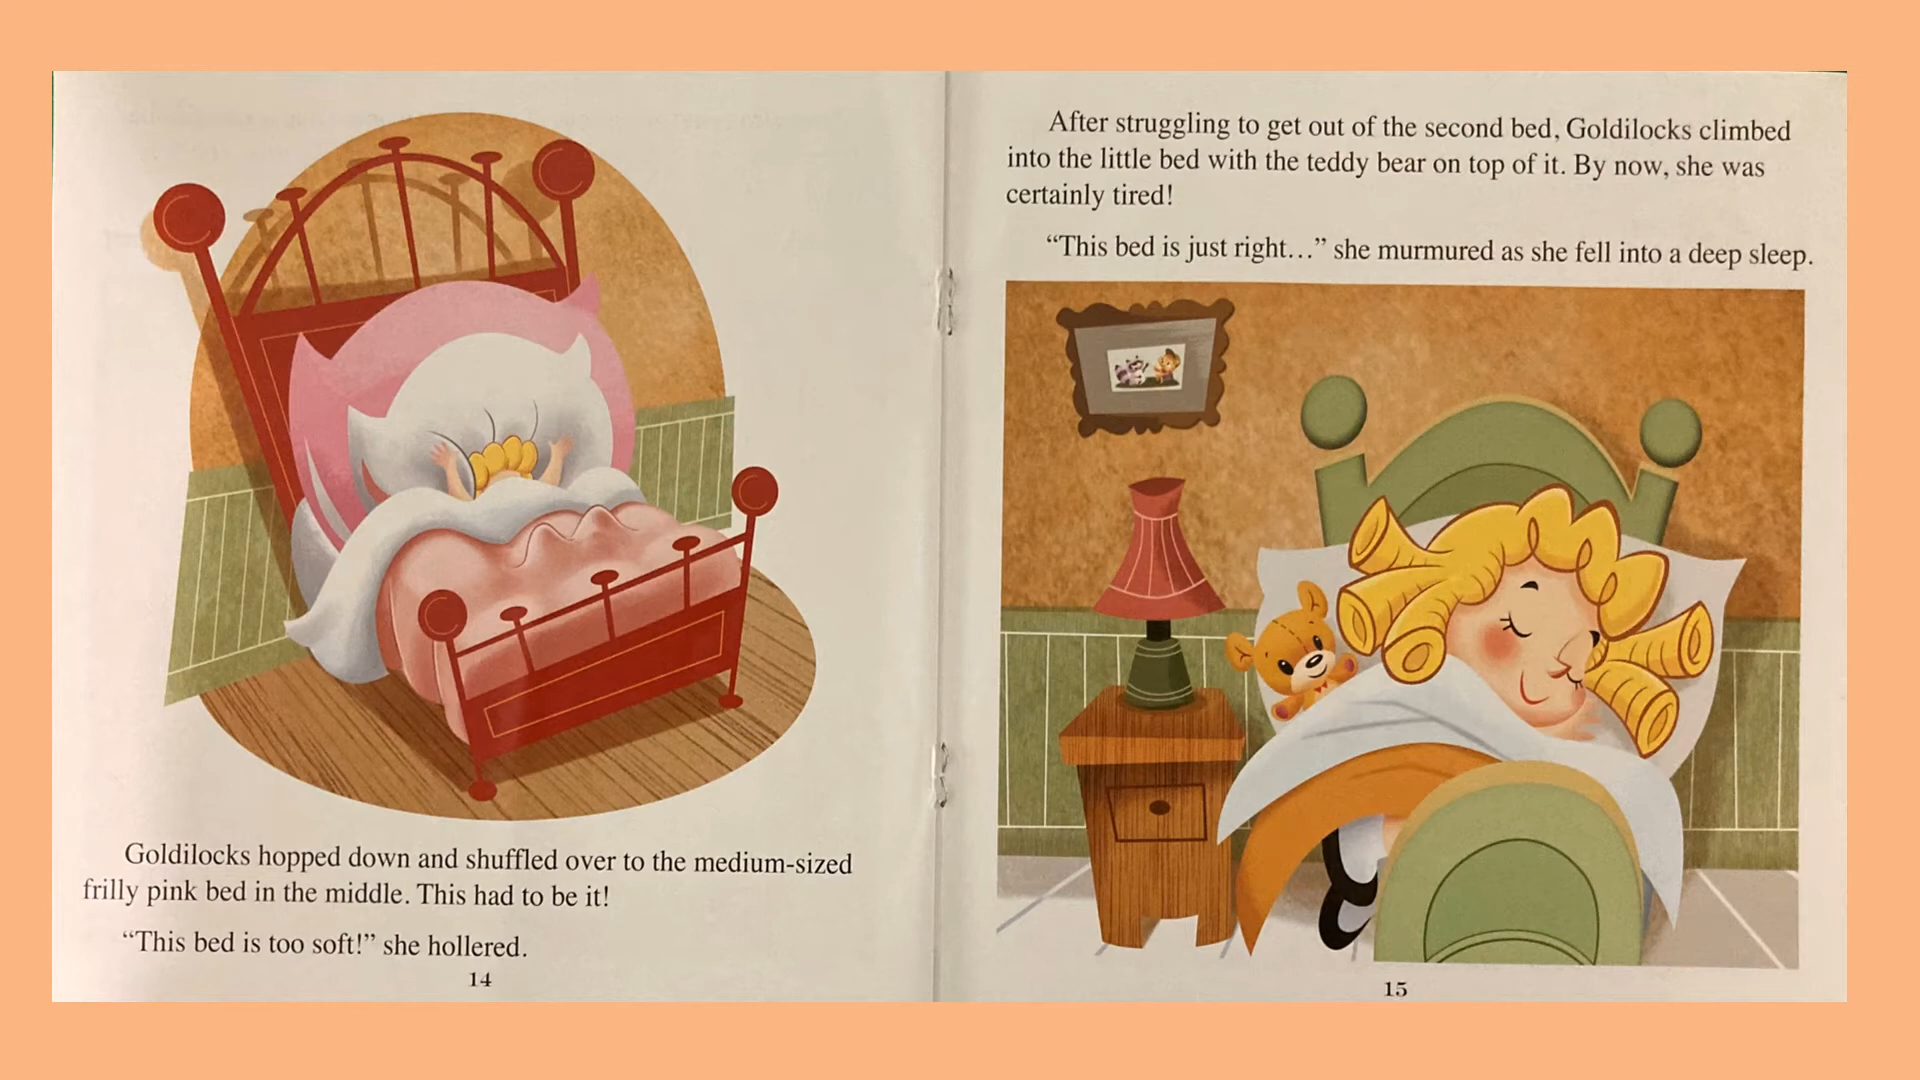 Goldilocks hopped down and shuffled over to the medium-sized
frilly pink bed in the middle. This had to be it!
“This bed is too soft!” she hollered.
14
After struggling to get out of the second bed, Goldilocks climbed
into the little bed with the teddy bear on top of it. By now, she was
certainly tired!
“This bed is just right…” she murmured as she fell into a deep sleep.
15